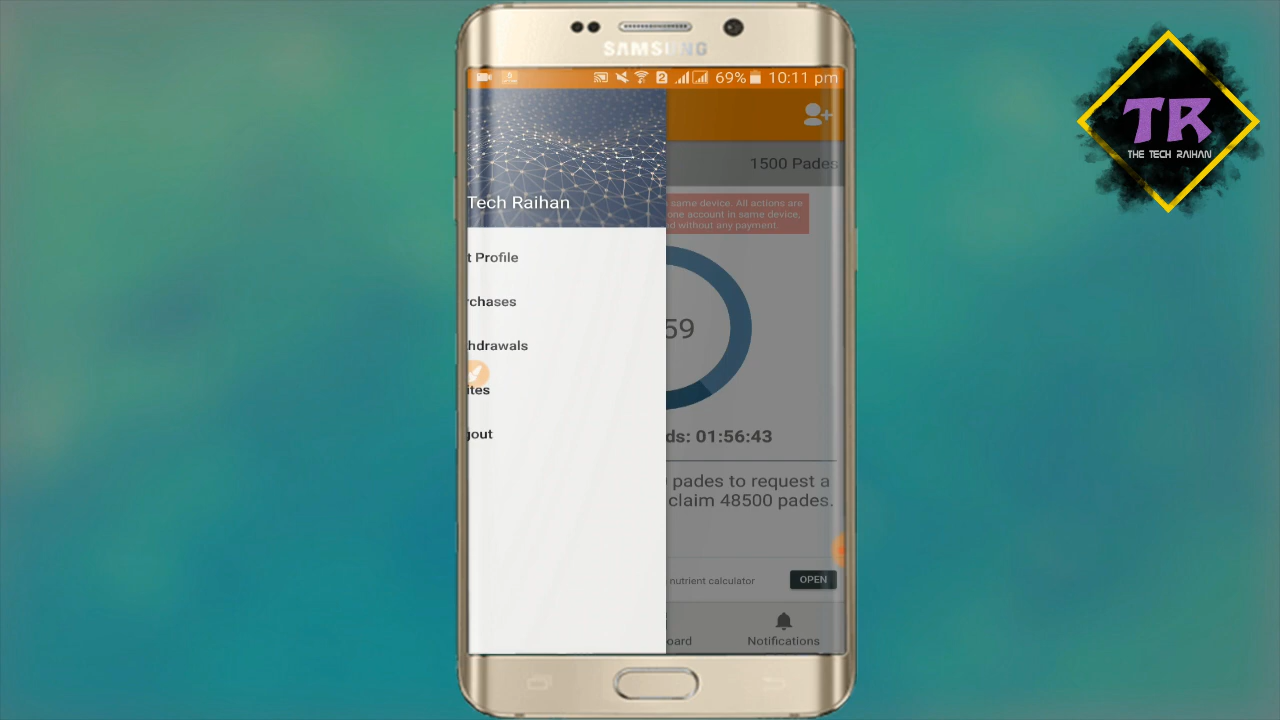 SAMSUNG
69% 10:11 pm
Tech Raihan
t Profile
rchases
hdrawals
ites
gout
1500 Pades
same device. All actions are
one account in same device,
d without any payment.
59
ds: 01:56:43
pades to request a
claim 48500 pades.
nutrient calculator
OPEN
oard
Notifications
TR
THE TECH RAIHAN